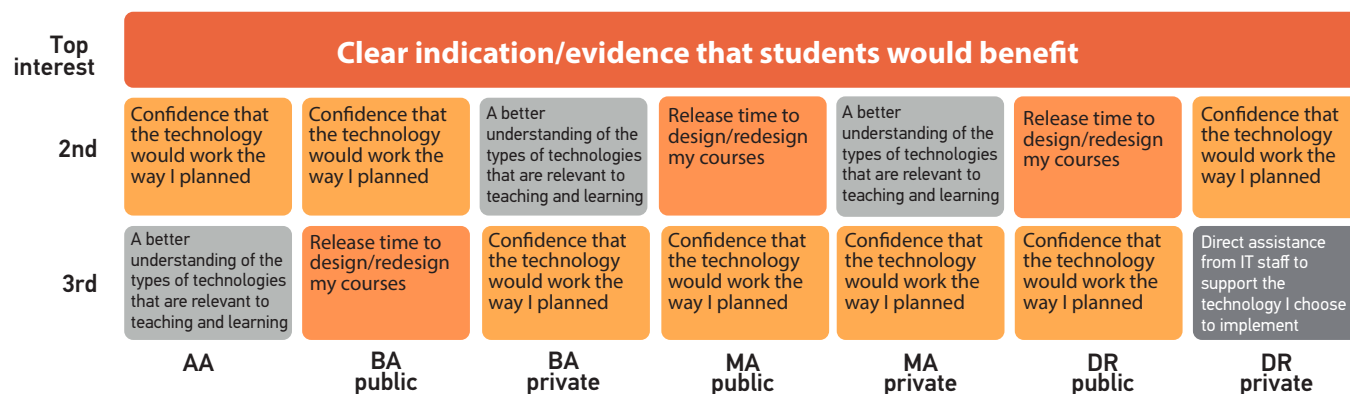 Top
interest
Clear indication/evidence that students would benefit
2nd
Confidence that
the technology
would work the
way I planned
Confidence that
the technology
would work the
way I planned
A better
understanding of the
types of technologies
that are relevant to
teaching and learning
Release time to
design/redesign
my courses
A better
understanding of the
types of technologies
that are relevant to
teaching and learning
Release time to
design/redesign
my courses
Confidence that
the technology
would work the
way I planned
3rd
A better
understanding of the
types of technologies
that are relevant to
teaching and learning
Release time to
design/redesign
my courses
Confidence that
the technology
would work the
way I planned
Confidence that
the technology
would work the
way I planned
Confidence that
the technology
would work the
way I planned
Confidence that
the technology
would work the
way I planned
Direct assistance
from IT staff to
support the
technology I choose
to implement
AA
BA
public
BA
private
MA
public
MA
private
DR
public
DR
private